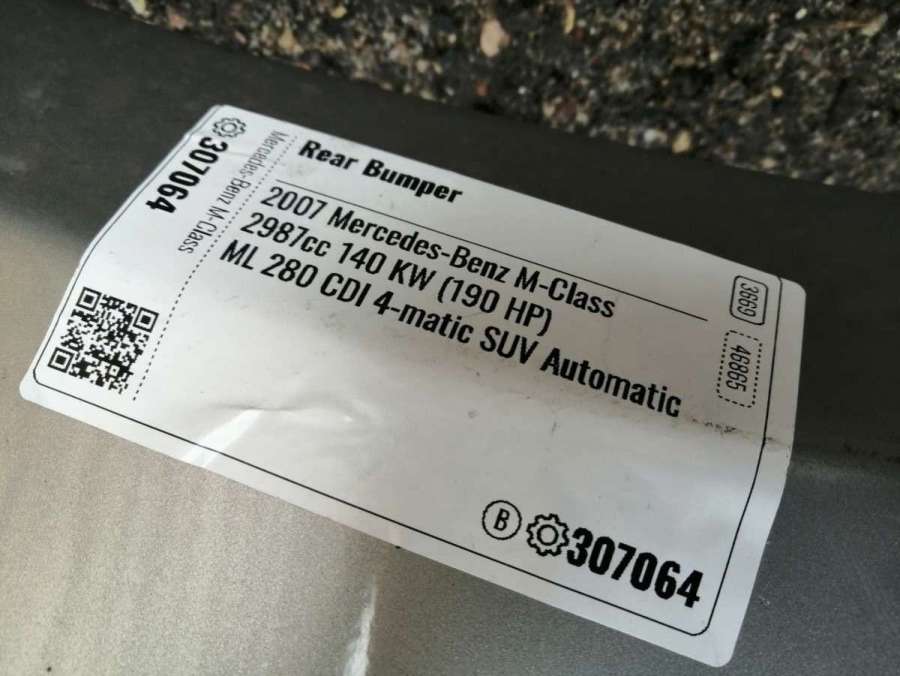 307064
Mercedes-Benz M-Class
Rear Bumper
2007 Mercedes-Benz M-Class
2987cc 140 KW (190 HP)
ML 280 CDI 4-matic SUV Automatic
3669
46865
B 307064